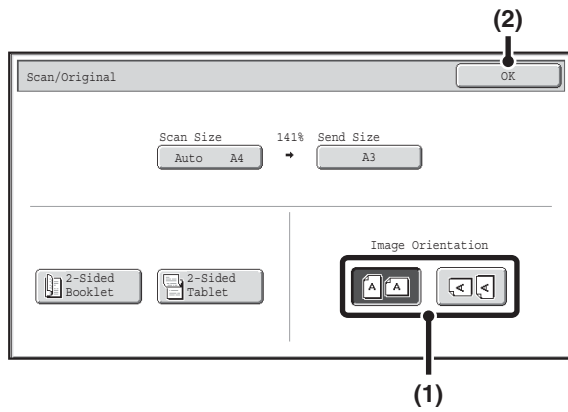 (2)
Scan/Original
OK
Scan Size 141% Send Size
Auto A4 → A3
Image Orientation
2-Sided
Booklet
2-Sided
Tablet
A A A A
(1)